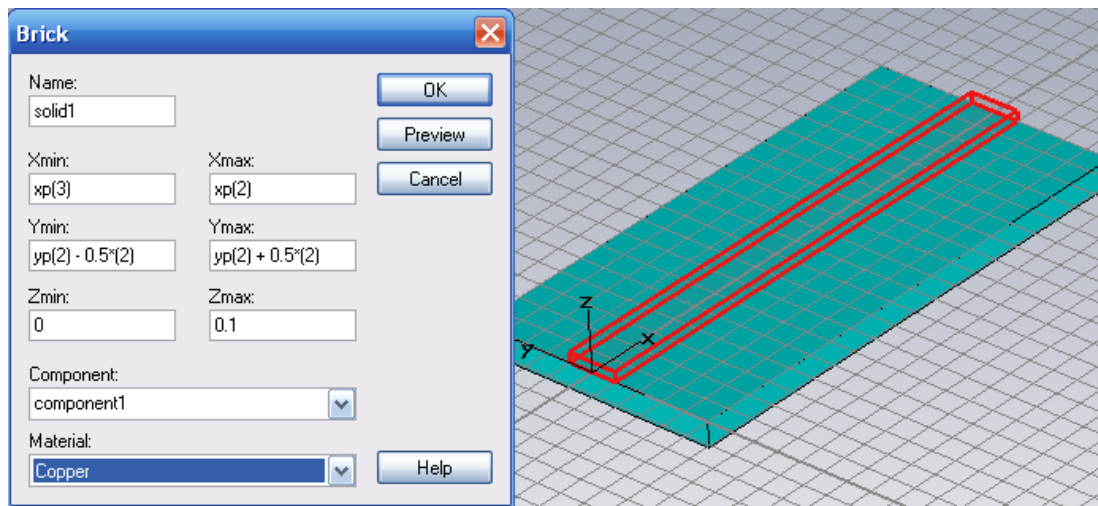 Brick
Name:
solid1
OK
Preview
Xmin:
Xmax:
xp(3)
xp(2)
Cancel
Ymin:
Ymax:
yp(2) - 0.5*(2)
yp(2) + 0.5*(2)
Zmin:
Zmax:
0
0.1
Component:
component1
Material:
Copper
Help
z
x
y